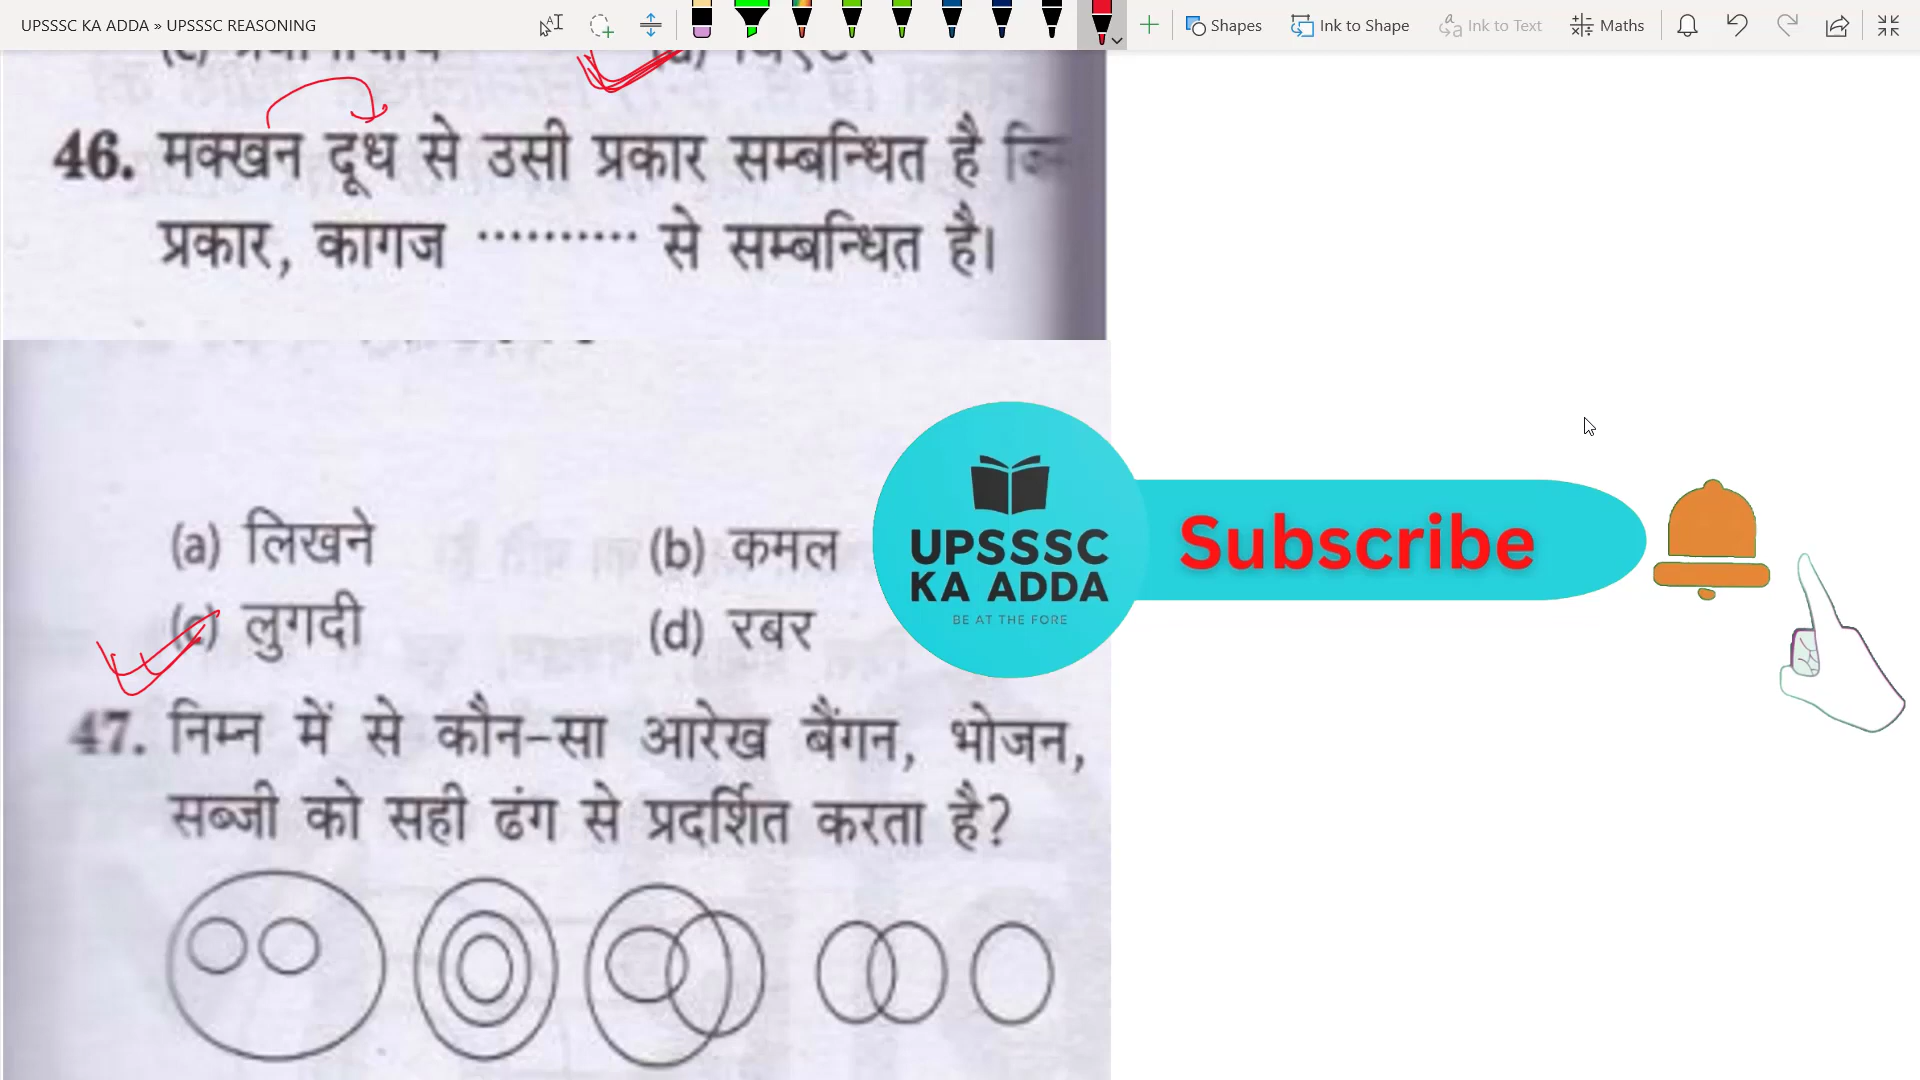 UPSSSC KA ADDA » UPSSSC REASONING
Shapes
Ink to Shape
Ink to Text
Maths
46. मक्खन दूध से उसी प्रकार सम्बन्धित है
प्रकार, कागज ·········· से सम्बन्धित है।
(a) लिखने (b) कमल
(c) लुगदी (d) रबर
UPSSSC
KA ADDA
BE AT THE FORE
Subscribe
47. निम्न में से कौन-सा आरेख बैंगन, भोजन,
सब्जी को सही ढंग से प्रदर्शित करता है?